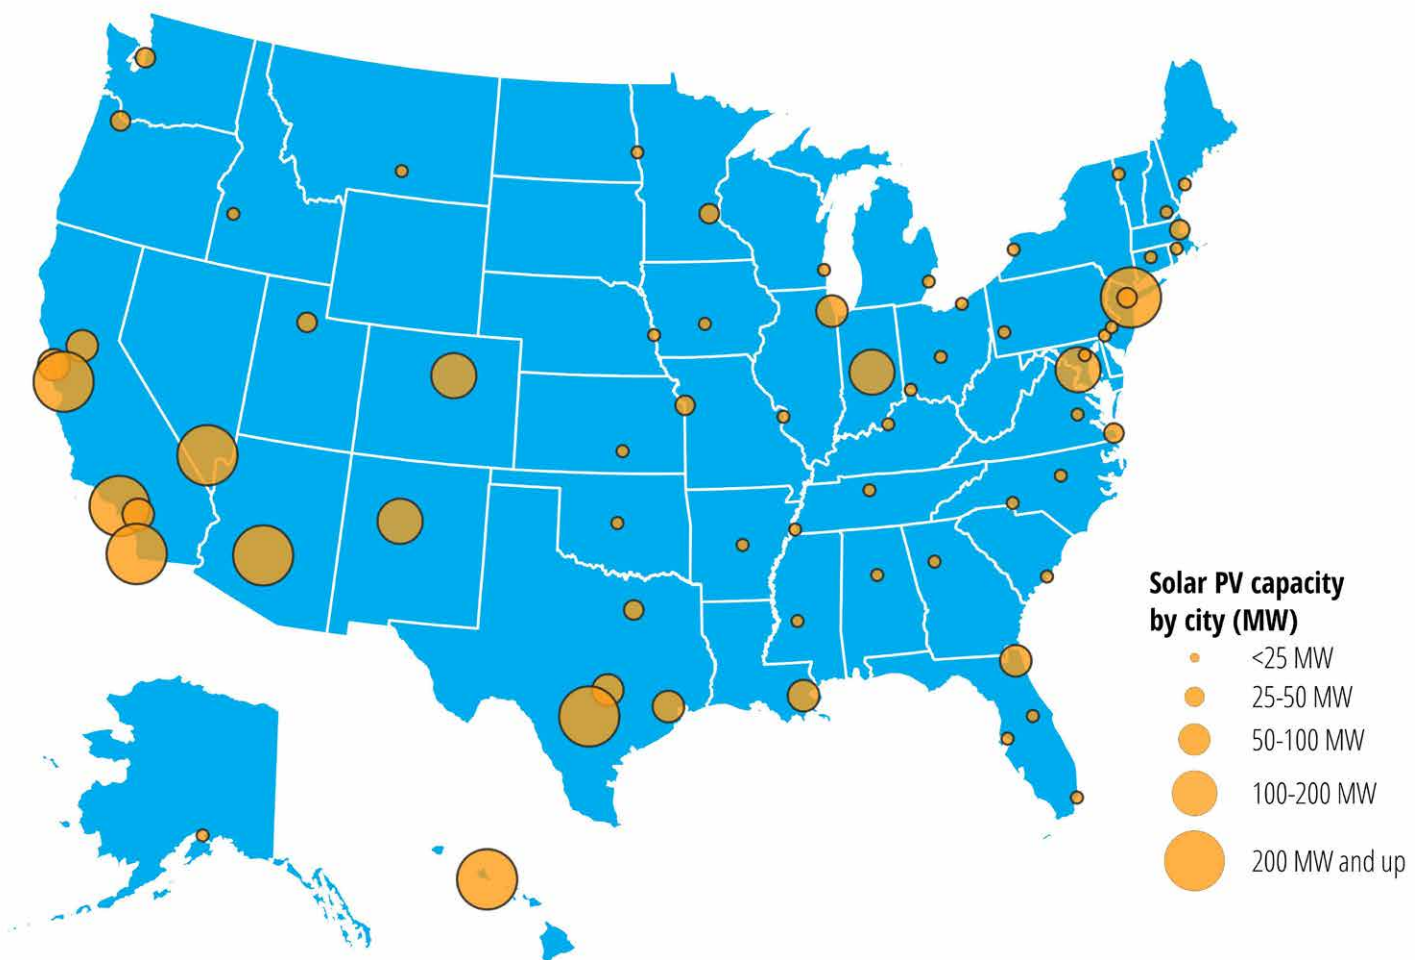 Solar PV capacity
by city (MW)
<25 MW
25-50 MW
50-100 MW
100-200 MW
200 MW and up